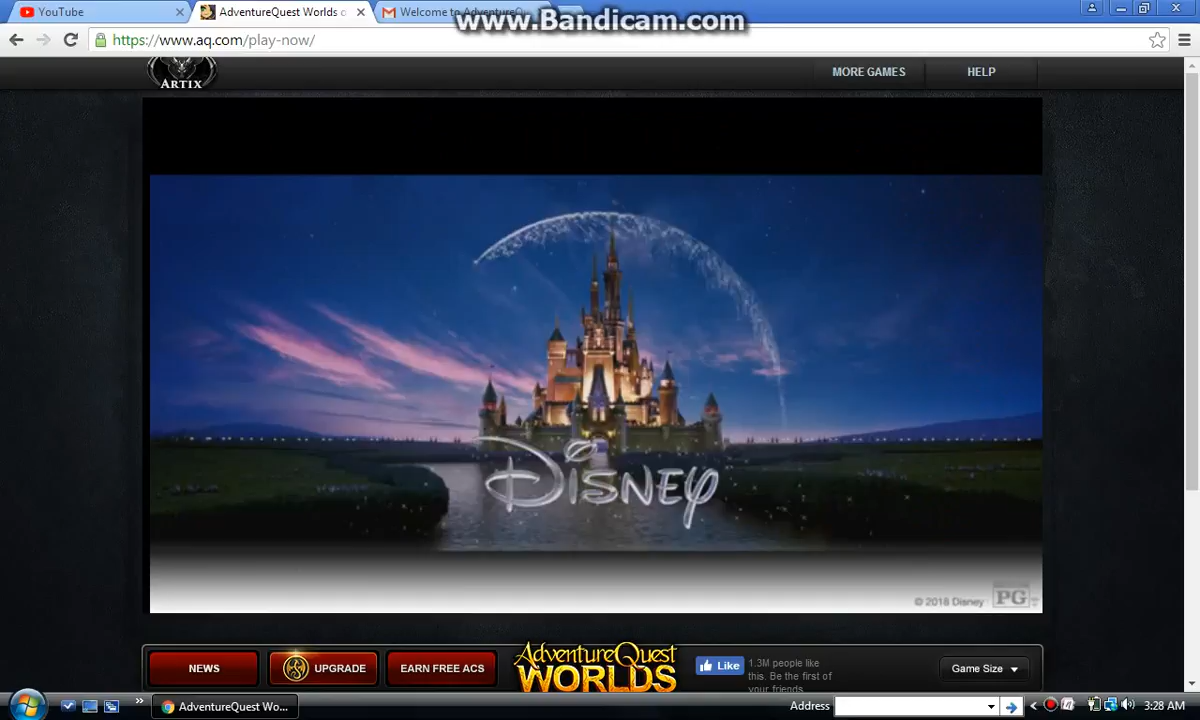 www.Bandicam.com
YouTube
AdventureQuest Worlds o
Welcome to AdventureQu
https://www.aq.com/play-now/
ARTIX
MORE GAMES
HELP
DISNEY
© 2016 Disney
PG
NEWS
UPGRADE
EARN FREE ACS
AdventureQuest
WORLDS
Like
1.3M people like
this. Be the first of
your friends.
Game Size
AdventureQuest Wo...
Address
3:28 AM